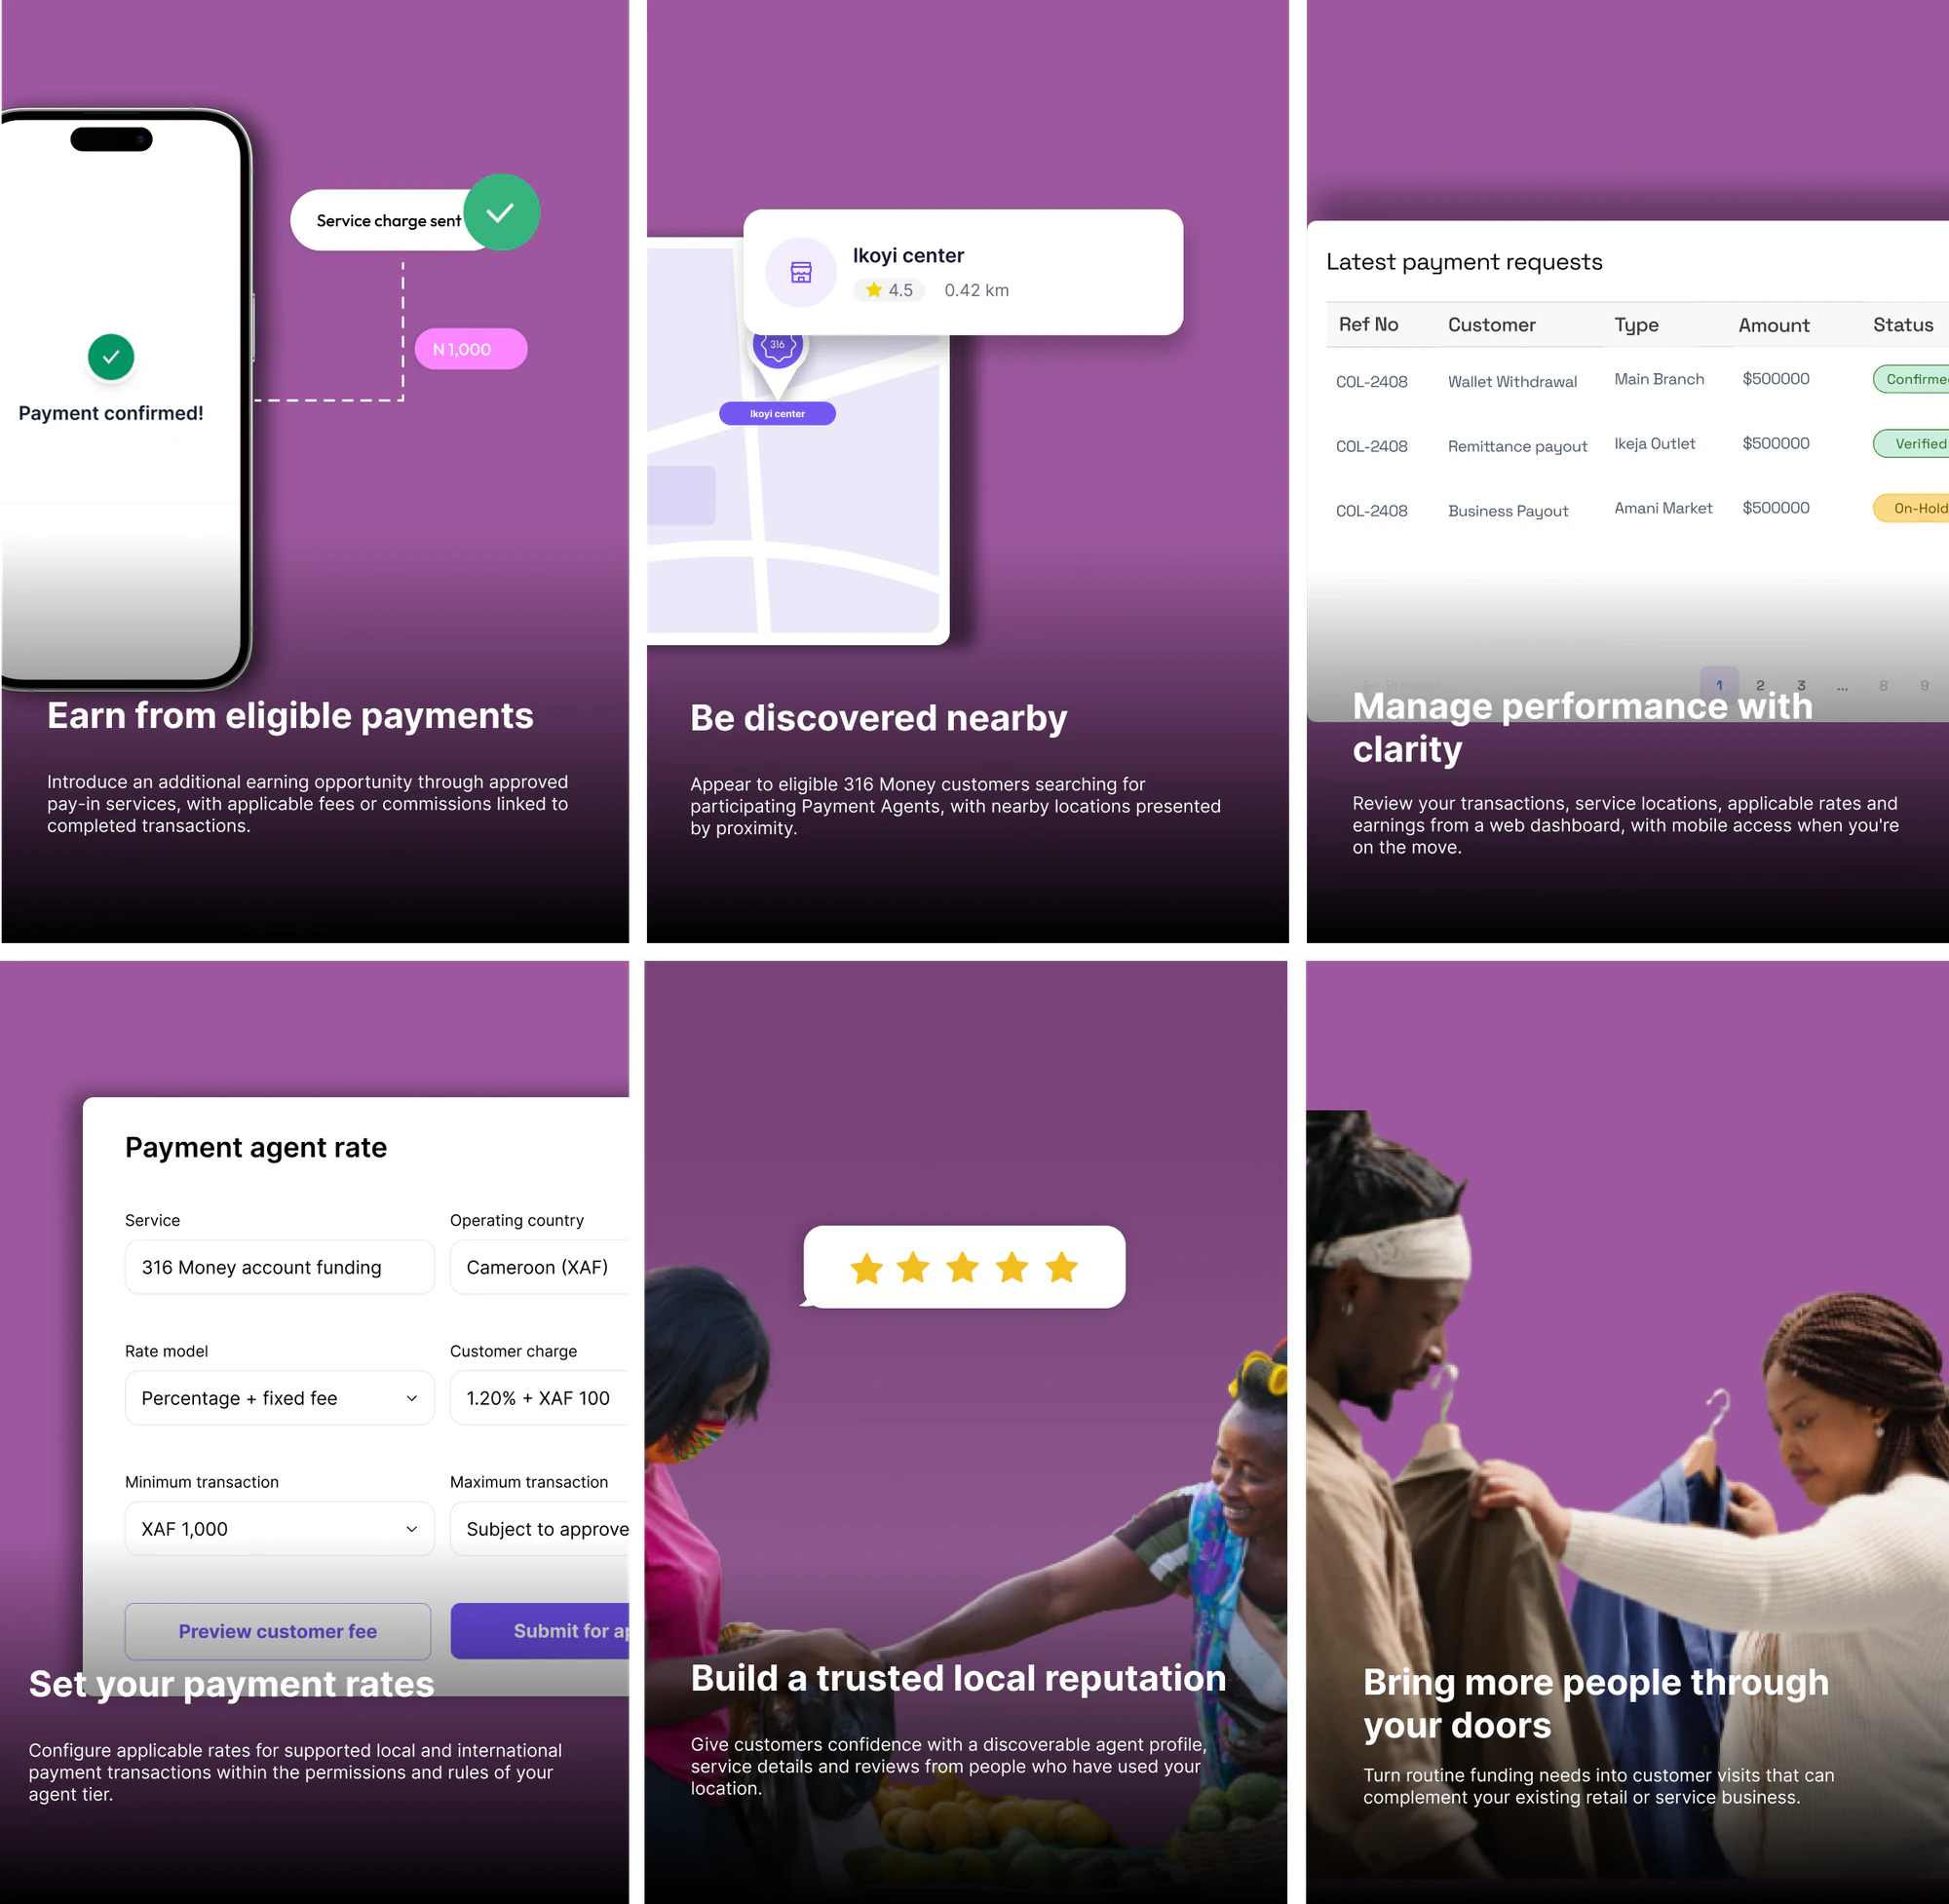 Service charge sent
N 1,000
Payment confirmed!
Earn from eligible payments
Introduce an additional earning opportunity through approved
pay-in services, with applicable fees or commissions linked to
completed transactions.
Ikoyi center
4.5 0.42 km
316
Ikoyi center
Be discovered nearby
Appear to eligible 316 Money customers searching for
participating Payment Agents, with nearby locations presented
by proximity.
Latest payment requests
Ref No Customer Type Amount Status
COL-2408 Wallet Withdrawal Main Branch $500000 Confirme
COL-2408 Remittance payout Ikeja Outlet $500000 Verified
COL-2408 Business Payout Amani Market $500000 On-Hold
Previous 1 2 3 ... 8 9
Manage performance with
clarity
Review your transactions, service locations, applicable rates and
earnings from a web dashboard, with mobile access when you're
on the move.
Payment agent rate
Service Operating country
316 Money account funding Cameroon (XAF)
Rate model Customer charge
Percentage + fixed fee 1.20% + XAF 100
Minimum transaction Maximum transaction
XAF 1,000 Subject to approve
Preview customer fee Submit for ap
Set your payment rates
Configure applicable rates for supported local and international
payment transactions within the permissions and rules of your
agent tier.
Build a trusted local reputation
Give customers confidence with a discoverable agent profile,
service details and reviews from people who have used your
location.
Bring more people through
your doors
Turn routine funding needs into customer visits that can
complement your existing retail or service business.